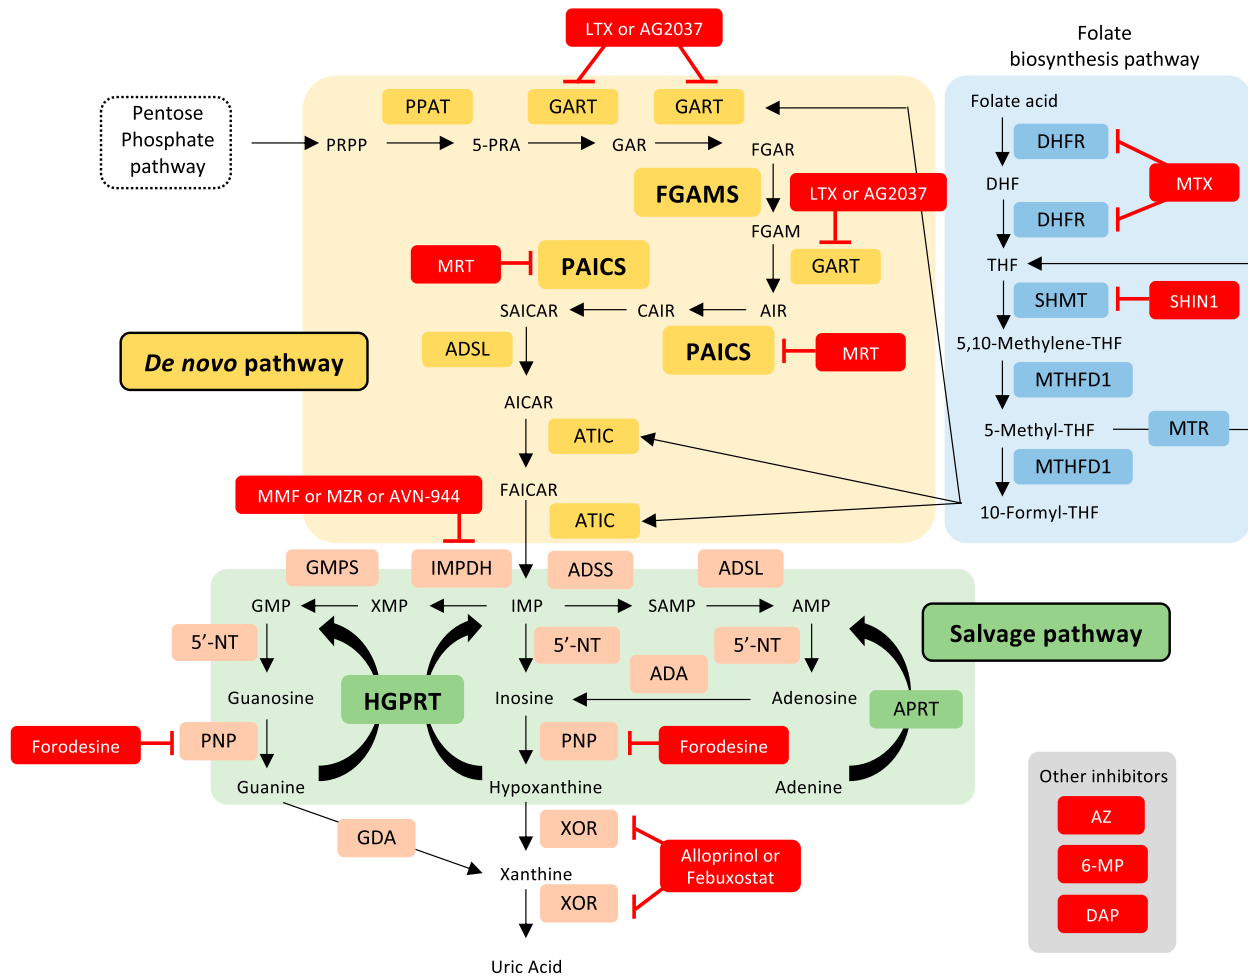 LTX or AG2037
Folate
biosynthesis pathway
Pentose
Phosphate
pathway
PPAT
GART
GART
PRPP
5-PRA
GAR
FGAR
FGAMS
LTX or AG2037
FGAM
GART
MRT
PAICS
SAICAR
CAIR
AIR
ADSL
PAICS
MRT
De novo pathway
AICAR
ATIC
MMF or MZR or AVN-944
FAICAR
ATIC
Folate acid
DHFR
DHF
MTX
DHFR
THF
SHMT
SHIN1
5,10-Methylene-THF
MTHFD1
5-Methyl-THF
MTR
MTHFD1
10-Formyl-THF
GMPS
IMPDH
ADSS
ADSL
GMP
XMP
IMP
SAMP
AMP
Salvage pathway
5’-NT
5’-NT
5’-NT
ADA
Guanosine
HGPRT
Inosine
Adenosine
APRT
Forodesine
PNP
PNP
Forodesine
Guanine
Hypoxanthine
Adenine
GDA
XOR
Alloprinol or
Febuxostat
Xanthine
XOR
Uric Acid
Other inhibitors
AZ
6-MP
DAP